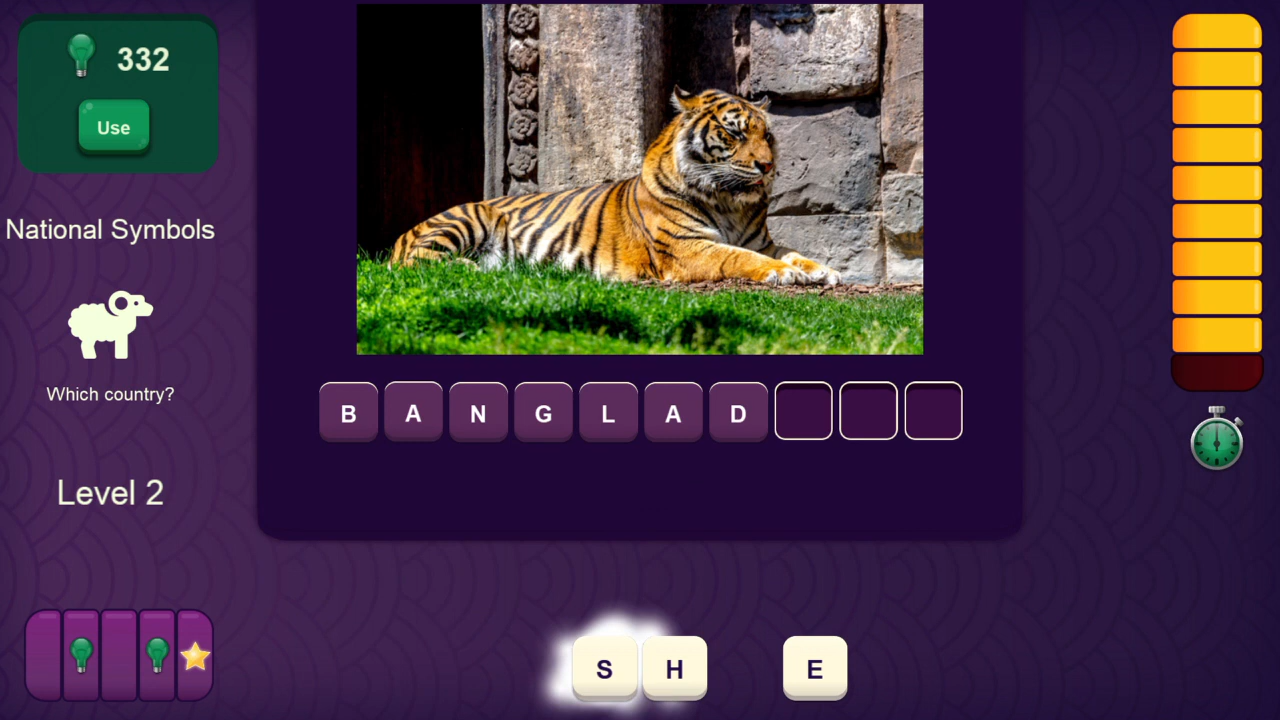 332
Use
National Symbols
Which country?
Level 2
B A N G L A D
S H E